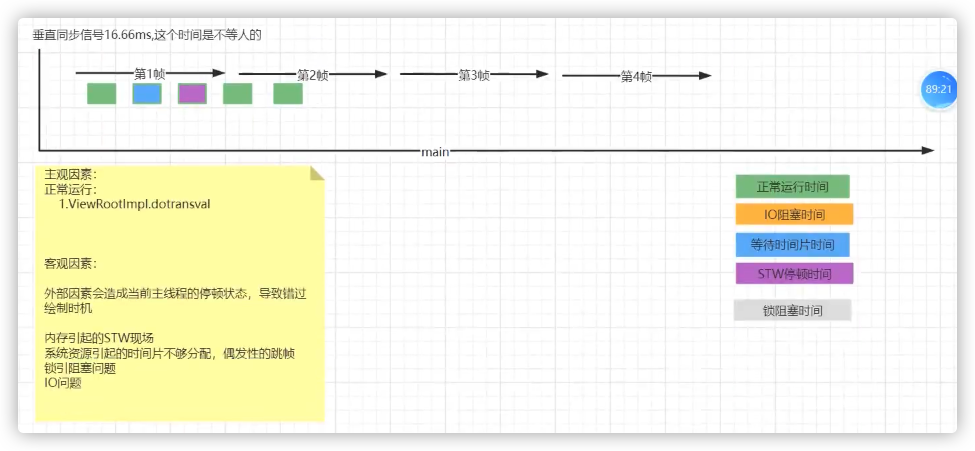 垂直同步信号16.66ms,这个时间是不等人的
第1帧
第2帧
第3帧
第4帧
89:21
main
主观因素：
正常运行：
1.ViewRootImpl.dotransval
客观因素：
外部因素会造成当前主线程的停顿状态，导致错过
绘制时机
内存引起的STW现场
系统资源引起的时间片不够分配，偶发性的跳帧
锁引阻塞问题
IO问题
正常运行时间
IO阻塞时间
等待时间片时间
STW停顿时间
锁阻塞时间